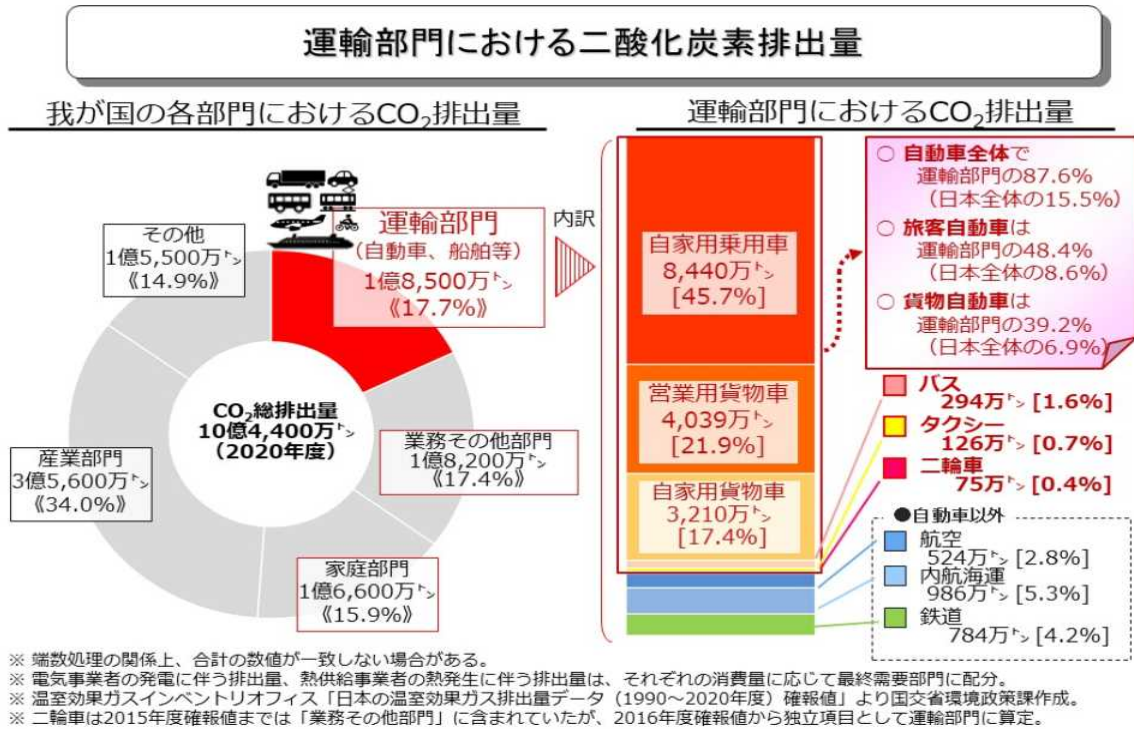 運輸部門における二酸化炭素排出量
我が国の各部門におけるCO₂排出量
その他
1億5,500万㌧
《14.9%》
運輸部門
(自動車、船舶等)
1億8,500万㌧
《17.7%》
CO₂総排出量
10億4,400万㌧
(2020年度)
産業部門
3億5,600万㌧
《34.0%》
業務その他部門
1億8,200万㌧
《17.4%》
家庭部門
1億6,600万㌧
《15.9%》
内訳
運輸部門におけるCO₂排出量
自家用乗用車
8,440万㌧
[45.7%]
営業用貨物車
4,039万㌧
[21.9%]
自家用貨物車
3,210万㌧
[17.4%]
○ 自動車全体で
運輸部門の87.6%
(日本全体の15.5%)
○ 旅客自動車は
運輸部門の48.4%
(日本全体の8.6%)
○ 貨物自動車は
運輸部門の39.2%
(日本全体の6.9%)
バス
294万㌧ [1.6%]
タクシー
126万㌧ [0.7%]
二輪車
75万㌧ [0.4%]
●自動車以外
航空
524万㌧ [2.8%]
内航海運
986万㌧ [5.3%]
鉄道
784万㌧ [4.2%]
※ 端数処理の関係上、合計の数値が一致しない場合がある。
※ 電気事業者の発電に伴う排出量、熱供給事業者の熱発生に伴う排出量は、それぞれの消費量に応じて最終需要部門に配分。
※ 温室効果ガスインベントリオフィス「日本の温室効果ガス排出量データ(1990～2020年度)確報値」より国交省環境政策課作成。
※ 二輪車は2015年度確報値までは「業務その他部門」に含まれていたが、2016年度確報値から独立項目として運輸部門に算定。